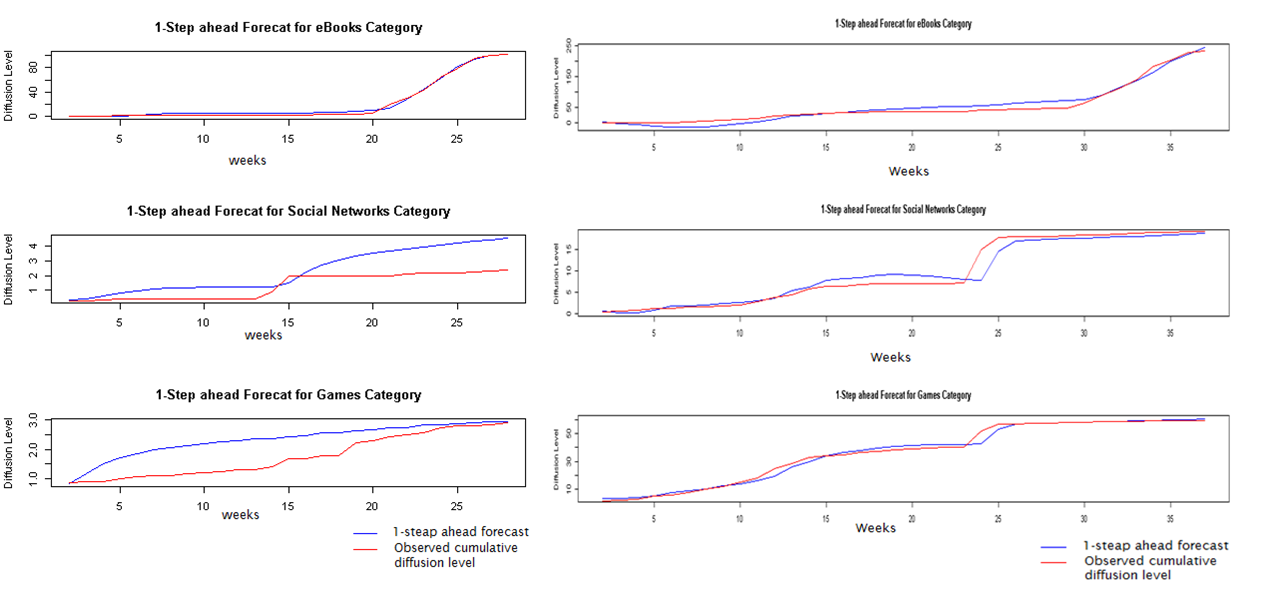 1-Step ahead Forecat for eBooks Category
Diffusion Level
0 40 80
5 10 15 20 25
weeks
1-Step ahead Forecat for Social Networks Category
Diffusion Level
1 2 3 4
5 10 15 20 25
weeks
1-Step ahead Forecat for Games Category
Diffusion Level
1.0 2.0 3.0
5 10 15 20 25
weeks
1-steap ahead forecast
Observed cumulative
diffusion level
1-Step ahead Forecat for eBooks Category
Diffusion Level
0 50 150 250
5 10 15 20 25 30 35
Weeks
1-Step ahead Forecat for Social Networks Category
Diffusion Level
0 5 10 15
5 10 15 20 25 30 35
Weeks
1-Step ahead Forecat for Games Category
Diffusion Level
10 30 50
5 10 15 20 25 30 35
Weeks
1-steap ahead forecast
Observed cumulative
diffusion level